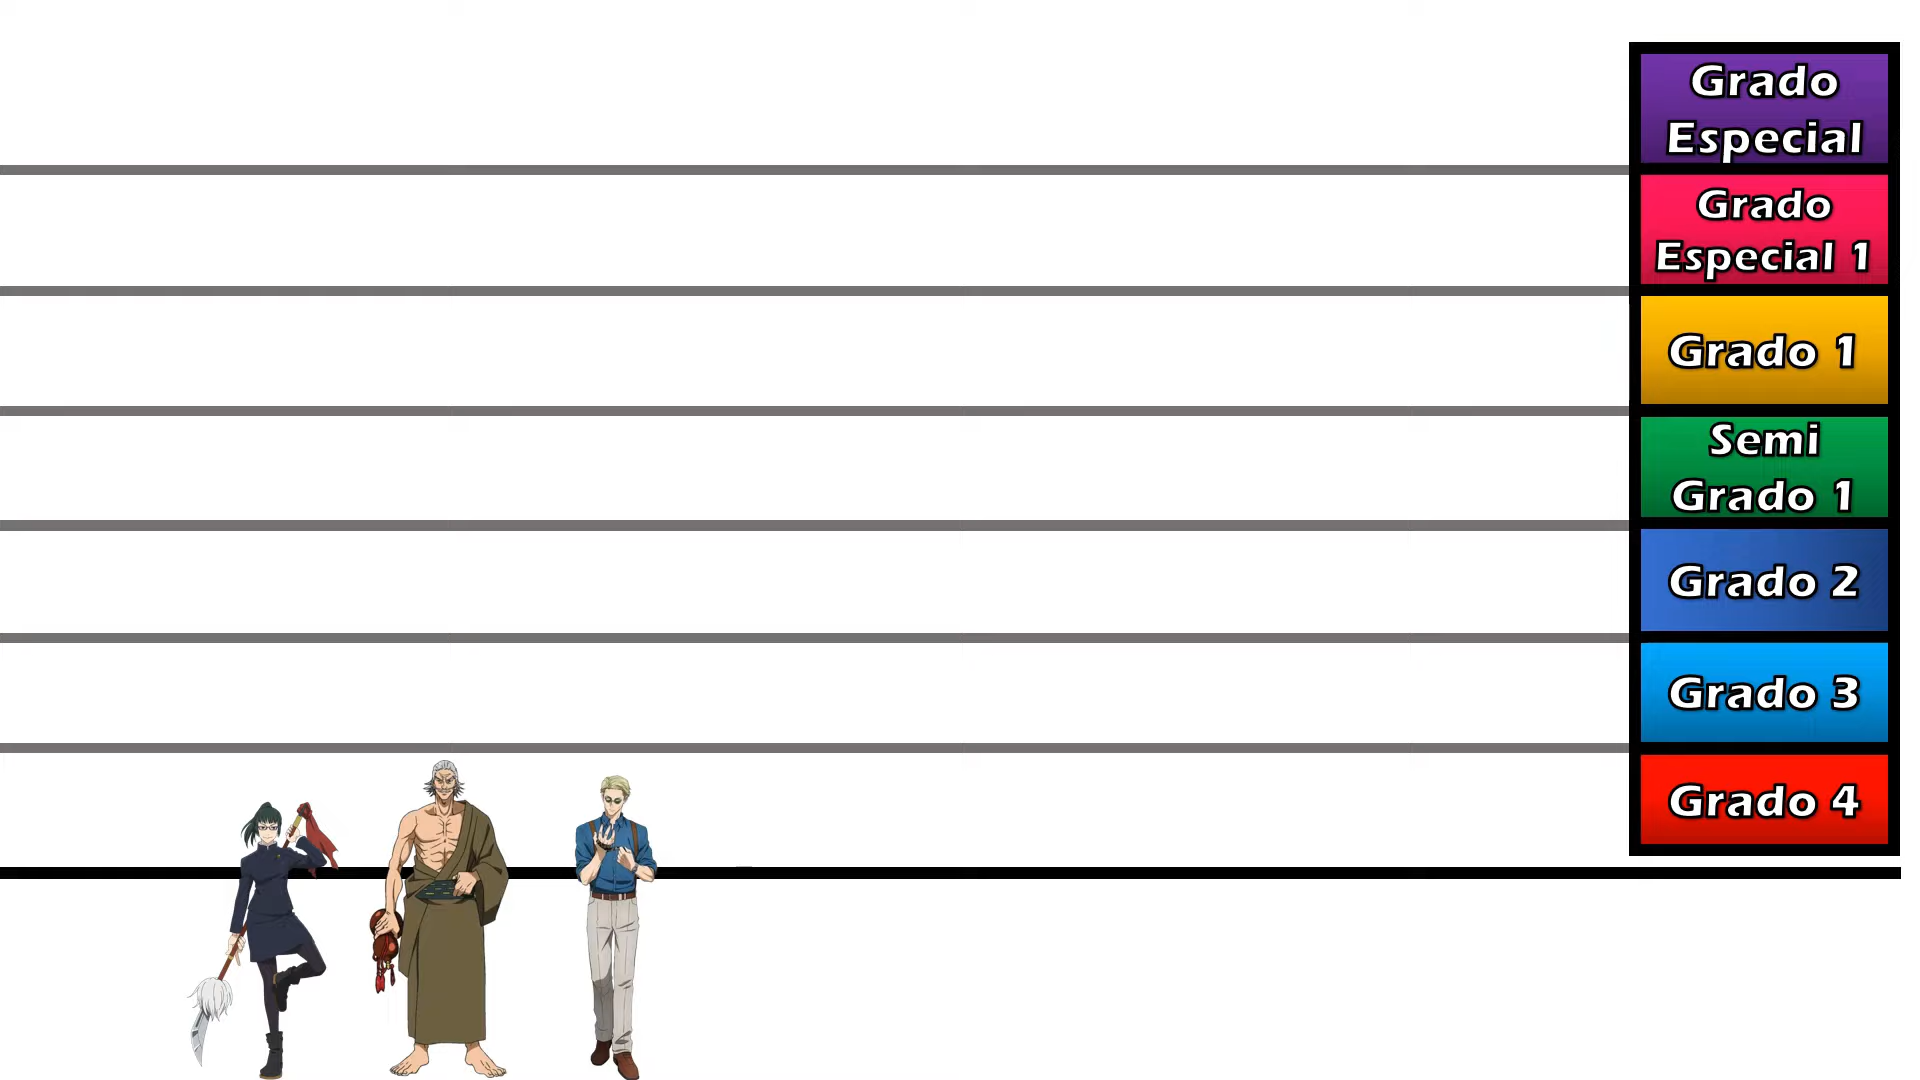 Grado
Especial
Grado
Especial 1
Grado 1
Semi
Grado 1
Grado 2
Grado 3
Grado 4